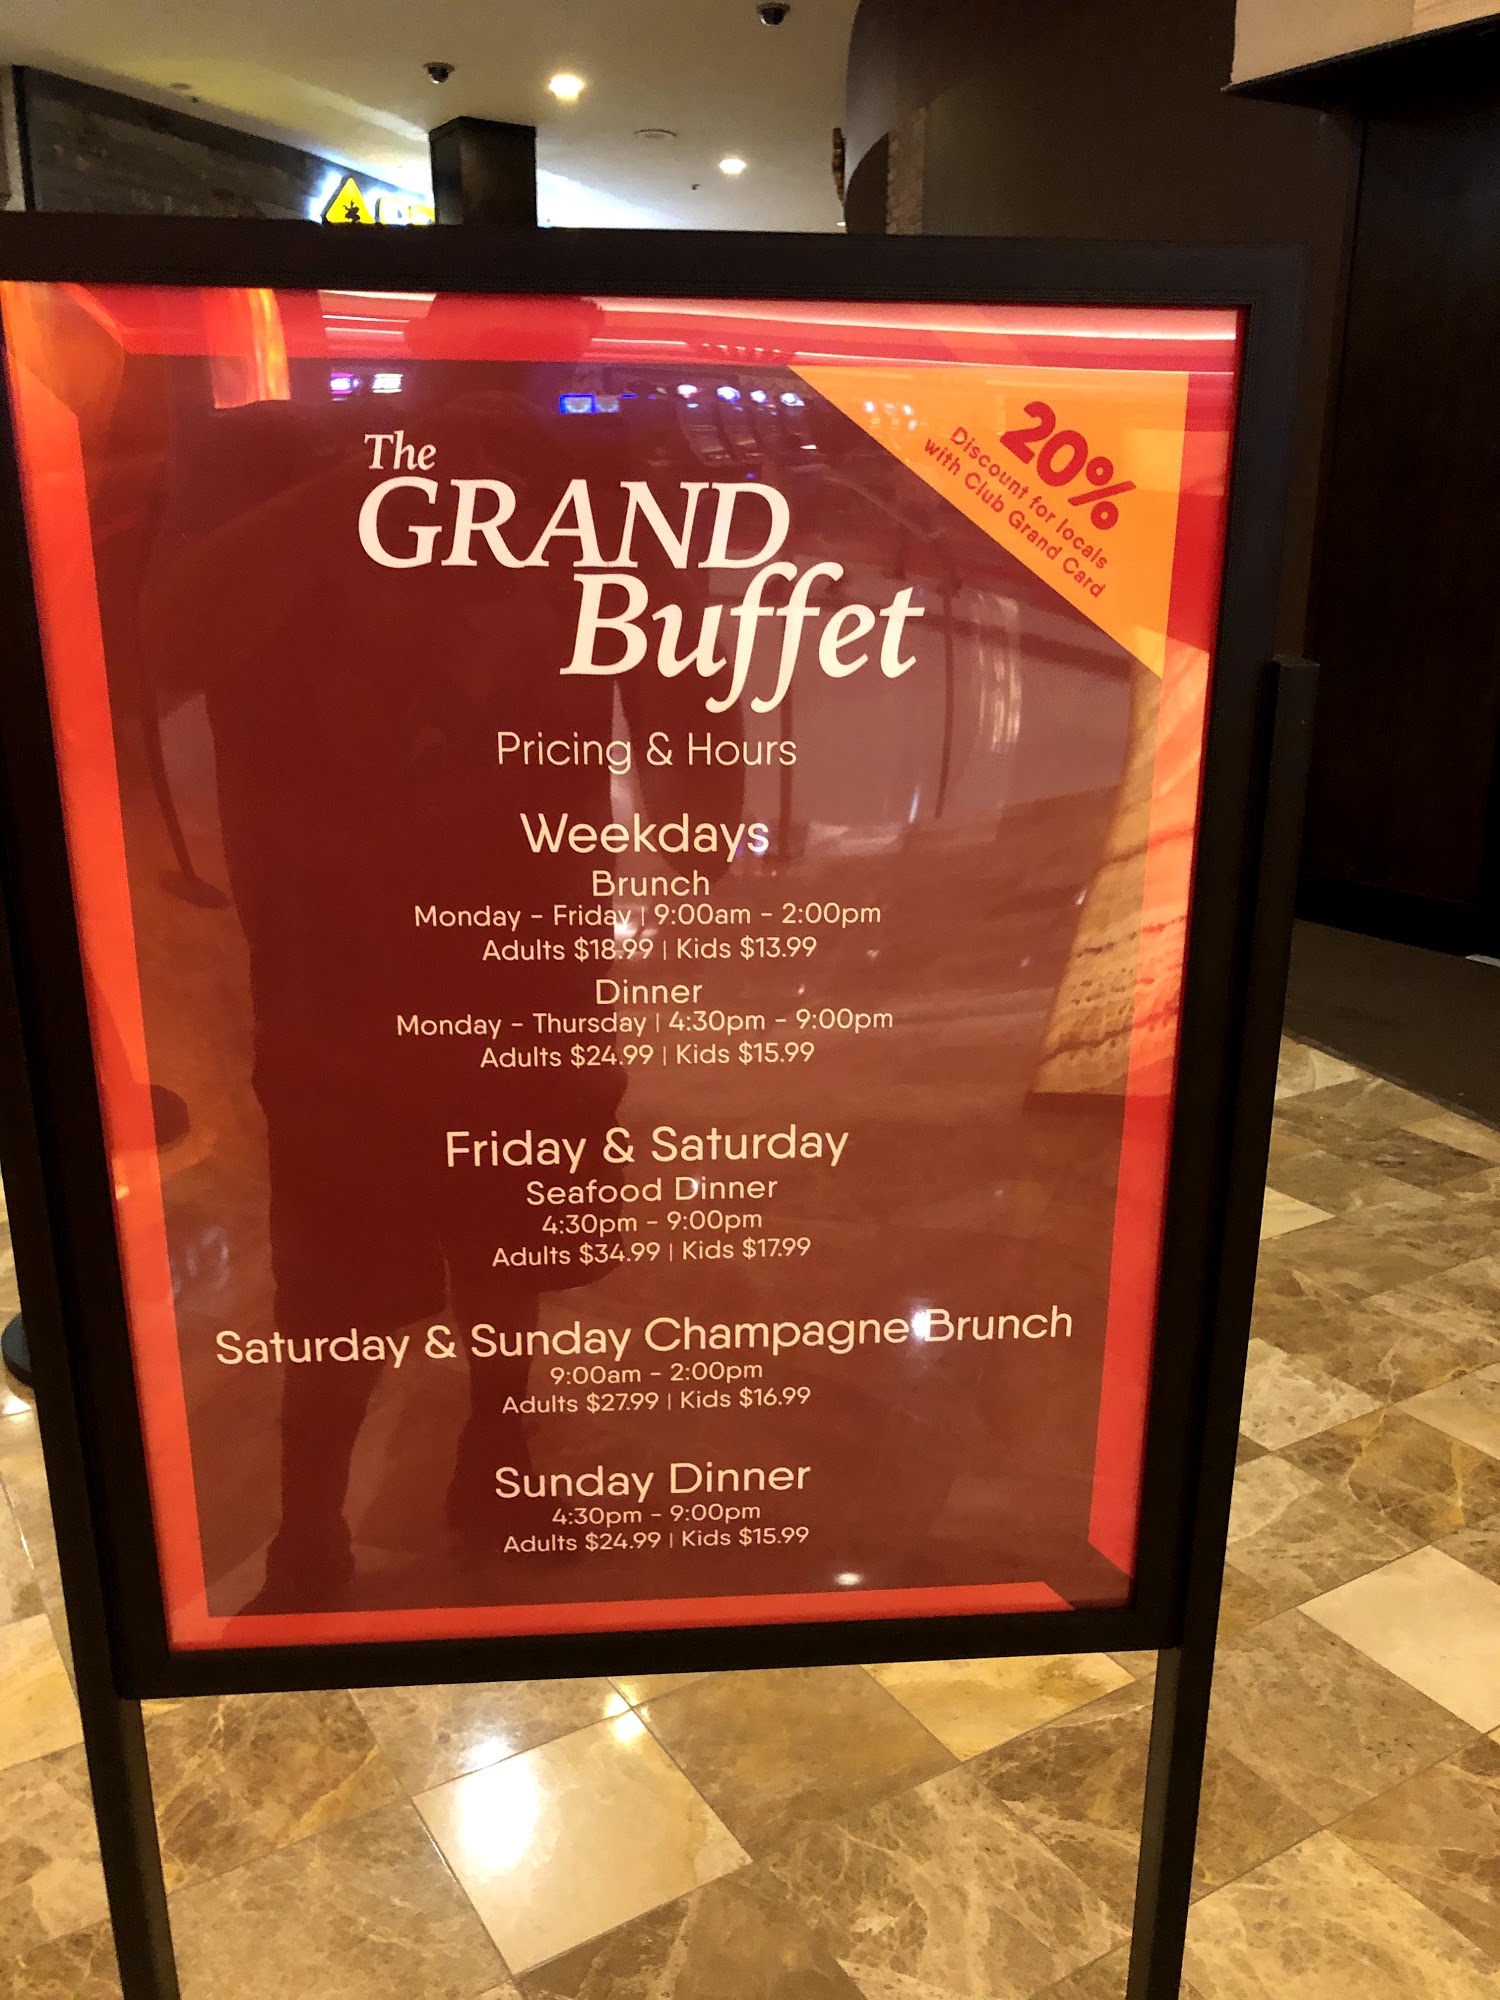 The
GRAND
Buffet
20%
Discount for locals
with Club Grand Card
Pricing & Hours
Weekdays
Brunch
Monday - Friday | 9:00am - 2:00pm
Adults $18.99 | Kids $13.99
Dinner
Monday - Thursday | 4:30pm - 9:00pm
Adults $24.99 | Kids $15.99
Friday & Saturday
Seafood Dinner
4:30pm - 9:00pm
Adults $34.99 | Kids $17.99
Saturday & Sunday Champagne Brunch
9:00am - 2:00pm
Adults $27.99 | Kids $16.99
Sunday Dinner
4:30pm - 9:00pm
Adults $24.99 | Kids $15.99